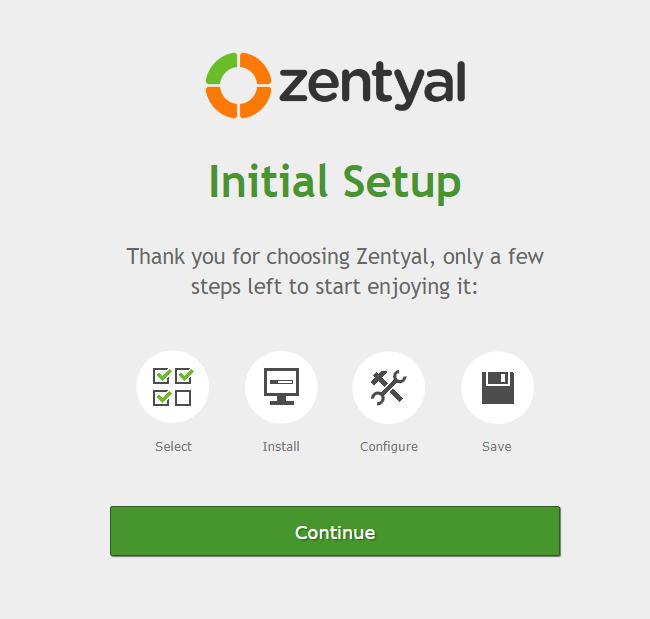 zentyal
Initial Setup
Thank you for choosing Zentyal, only a few
steps left to start enjoying it:
Select
Install
Configure
Save
Continue